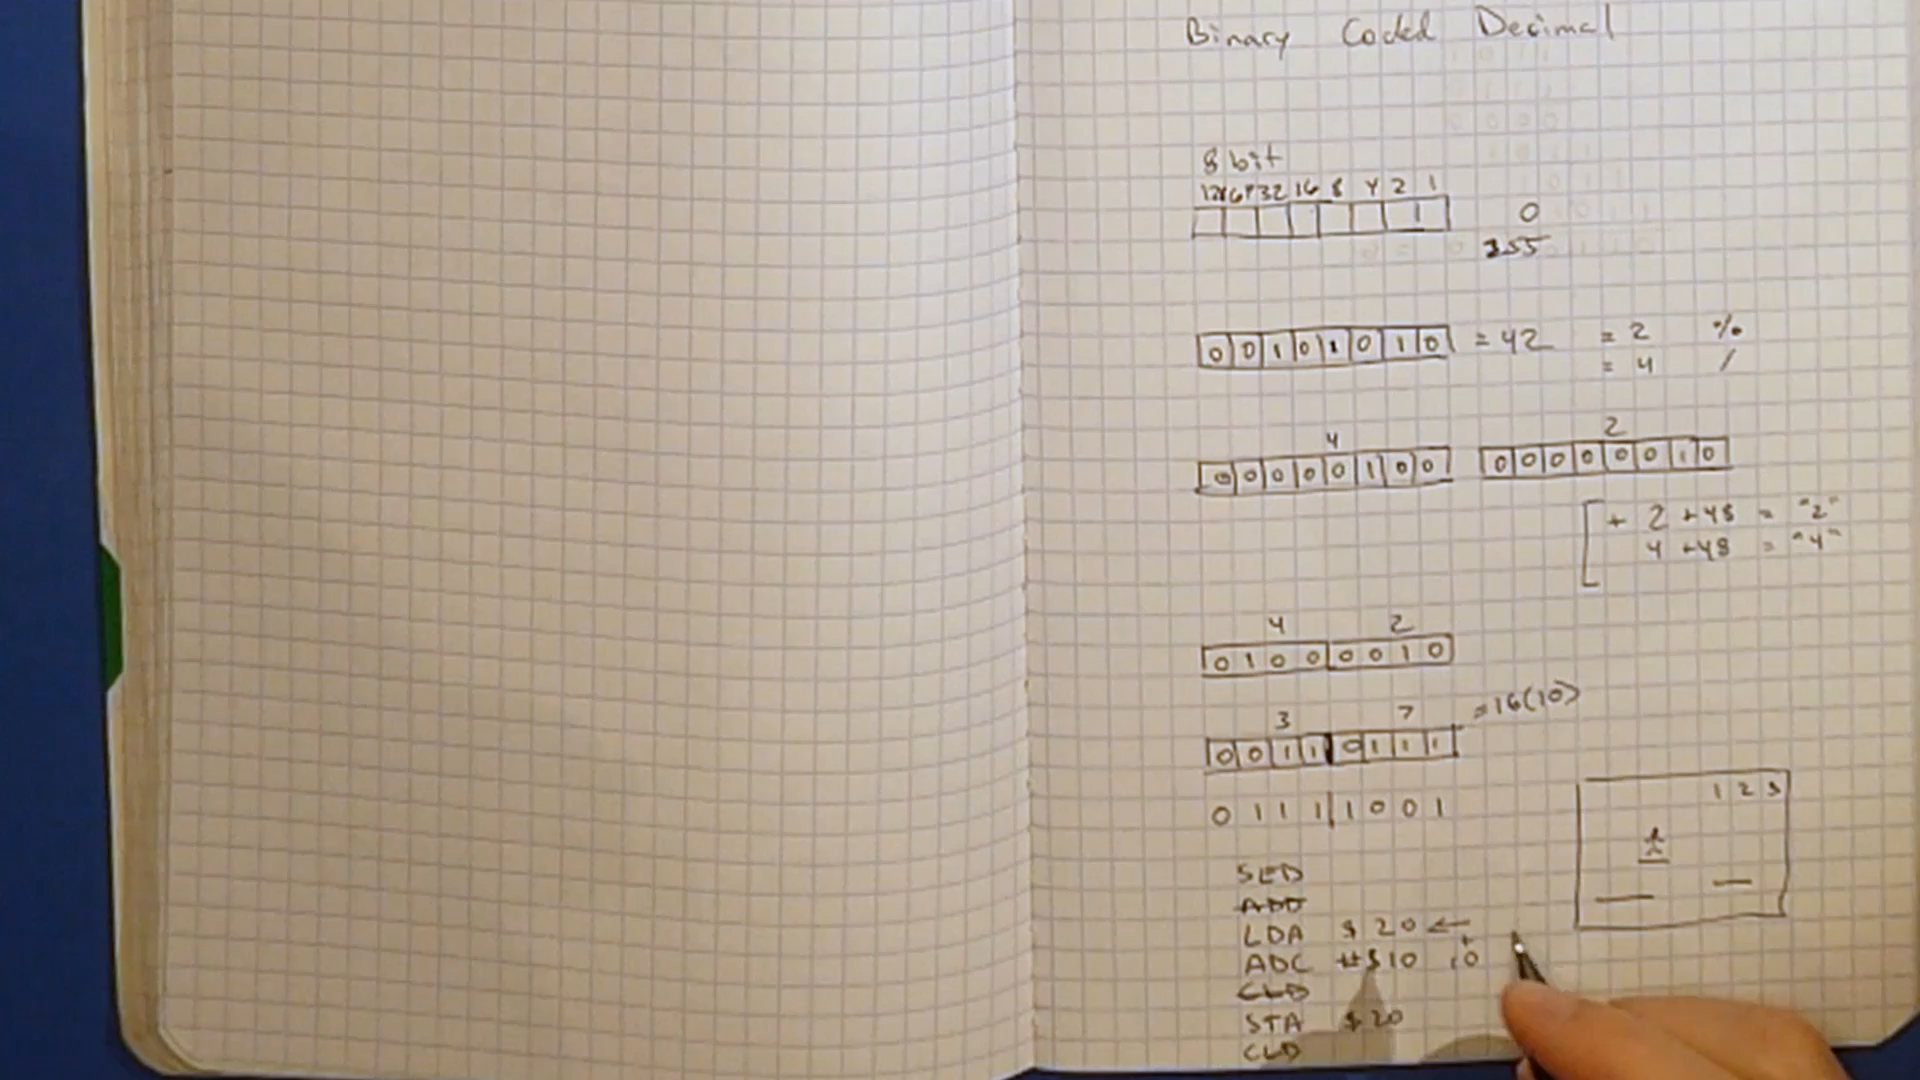 Binary Coded Decimal
8 bit
128 64 32 16 8 4 2 1
1 0
255
0 0 1 0 1 0 1 0 = 42 = 2 %
= 4 /
4 2
0 0 0 0 0 1 0 0 0 0 0 0 0 0 1 0
+ 2 +48 = "2"
4 +48 = "4"
4 2
0 1 0 0 0 0 1 0
3 7 = 16(10)
0 0 1 1 0 1 1 1
1 2 3
0 1 1 1 1 0 0 1
SED
ADD
LDA $ 20 ←
ADC #$10 + 10
CLD
STA $ 20
CLD